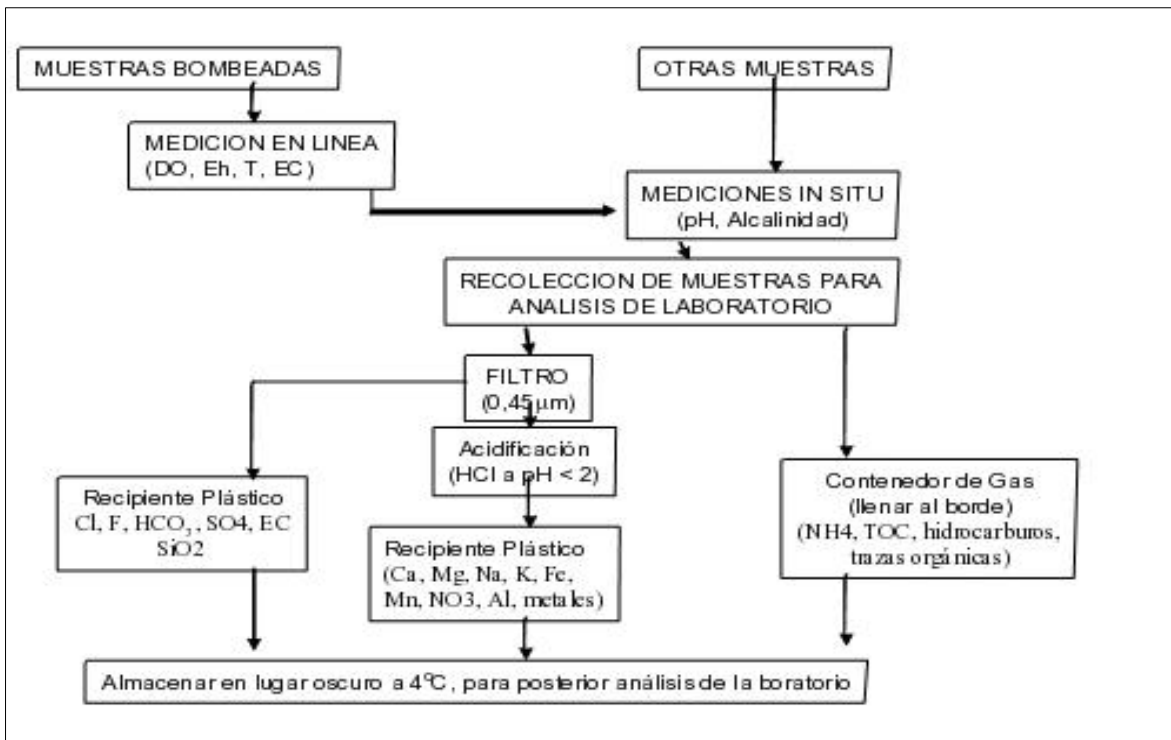 MUESTRAS BOMBEADAS
OTRAS MUESTRAS
MEDICION EN LINEA
(DO, Eh, T, EC)
MEDICIONES IN SITU
(pH, Alcalinidad)
RECOLECCION DE MUESTRAS PARA
ANALISIS DE LABORATORIO
FILTRO
(0,45μm)
Acidificación
(HCl a pH < 2)
Recipiente Plástico
Cl, F, HCO3, SO4, EC
SiO2
Recipiente Plástico
(Ca, Mg, Na, K, Fe,
Mn, NO3, Al, metales)
Contenedor de Gas
(llenar al borde)
(NH4, TOC, hidrocarburos,
trazas orgánicas)
Almacenar en lugar oscuro a 4°C, para posterior análisis de la boratorio